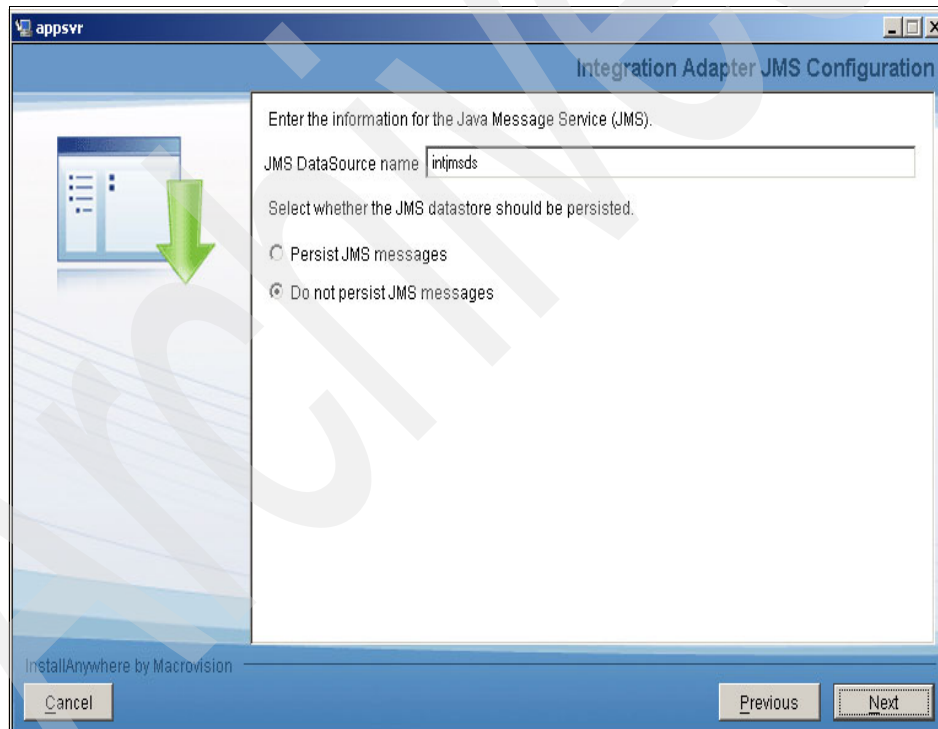 appsvr
Integration Adapter JMS Configuration
Enter the information for the Java Message Service (JMS).
JMS DataSource name intjmsds
Select whether the JMS datastore should be persisted.
Persist JMS messages
Do not persist JMS messages
InstallAnywhere by Macrovision
Cancel
Previous
Next